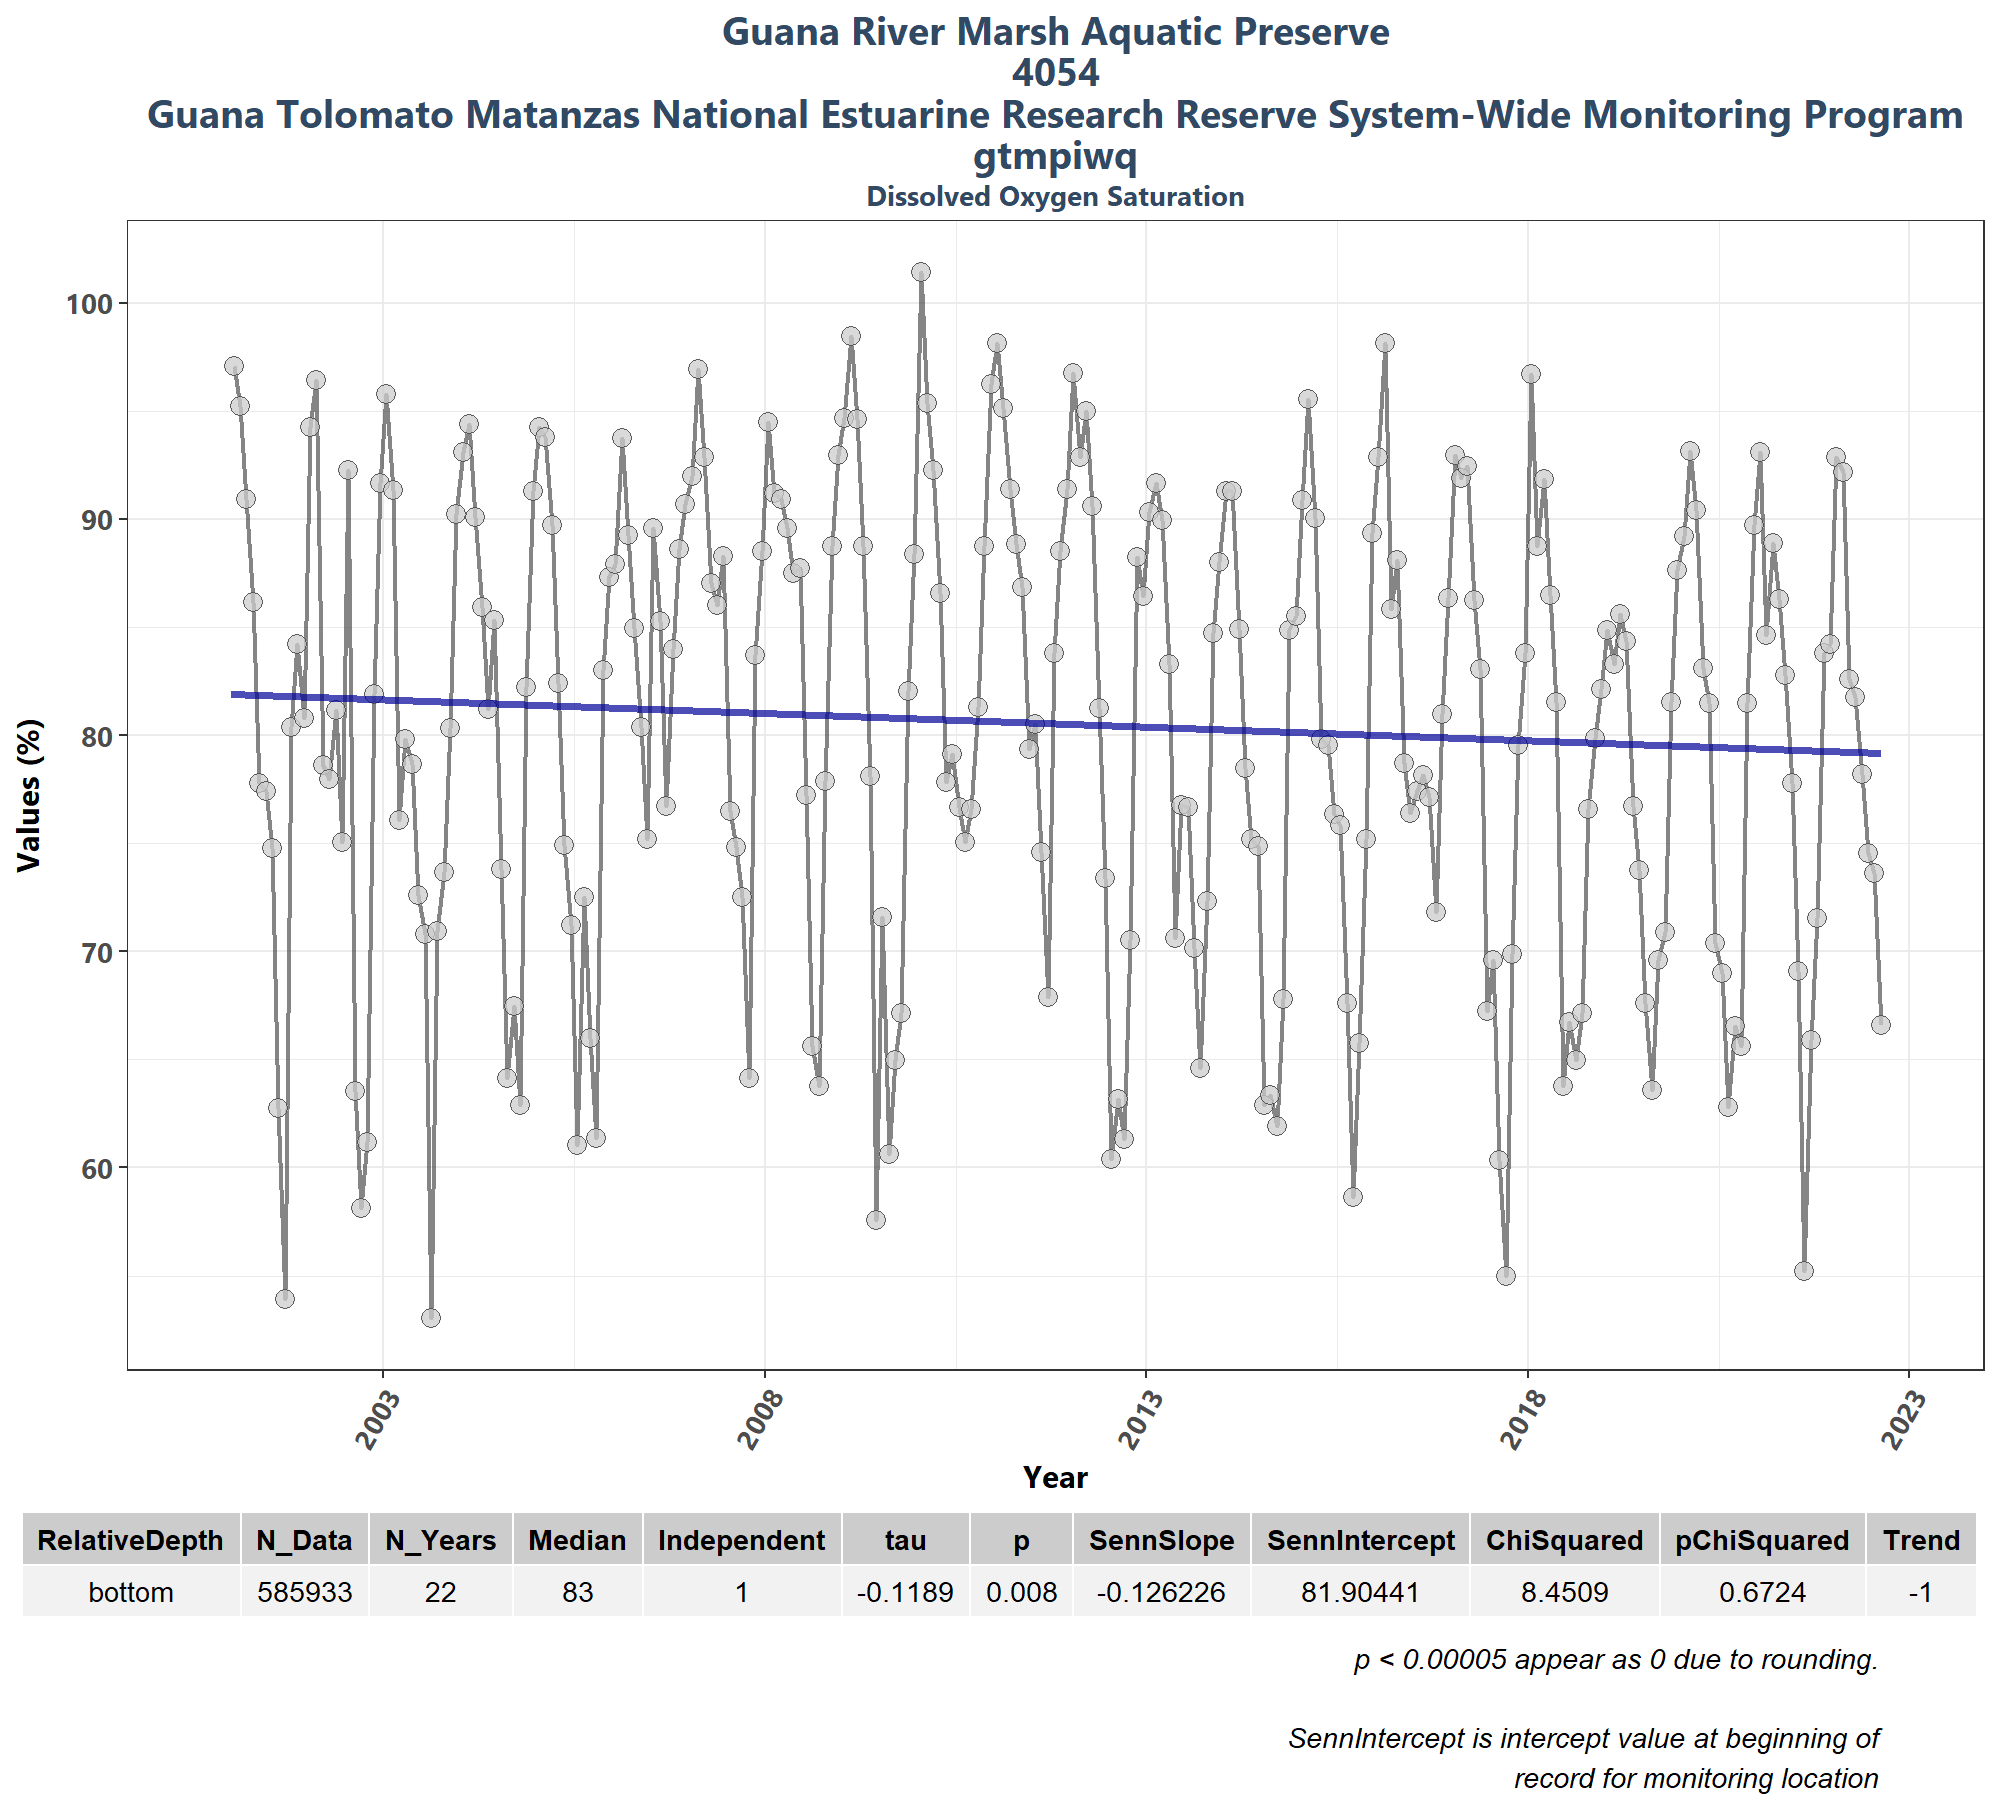 Guana River Marsh Aquatic Preserve
4054
Guana Tolomato Matanzas National Estuarine Research Reserve System-Wide Monitoring Program
gtmpiwq
Dissolved Oxygen Saturation
Values (%)
100
90
80
70
60
2003 2008 2013 2018 2023
Year
RelativeDepth N_Data N_Years Median Independent tau p SennSlope SennIntercept ChiSquared pChiSquared Trend
bottom 585933 22 83 1 -0.1189 0.008 -0.126226 81.90441 8.4509 0.6724 -1
p < 0.00005 appear as 0 due to rounding.
SennIntercept is intercept value at beginning of
record for monitoring location